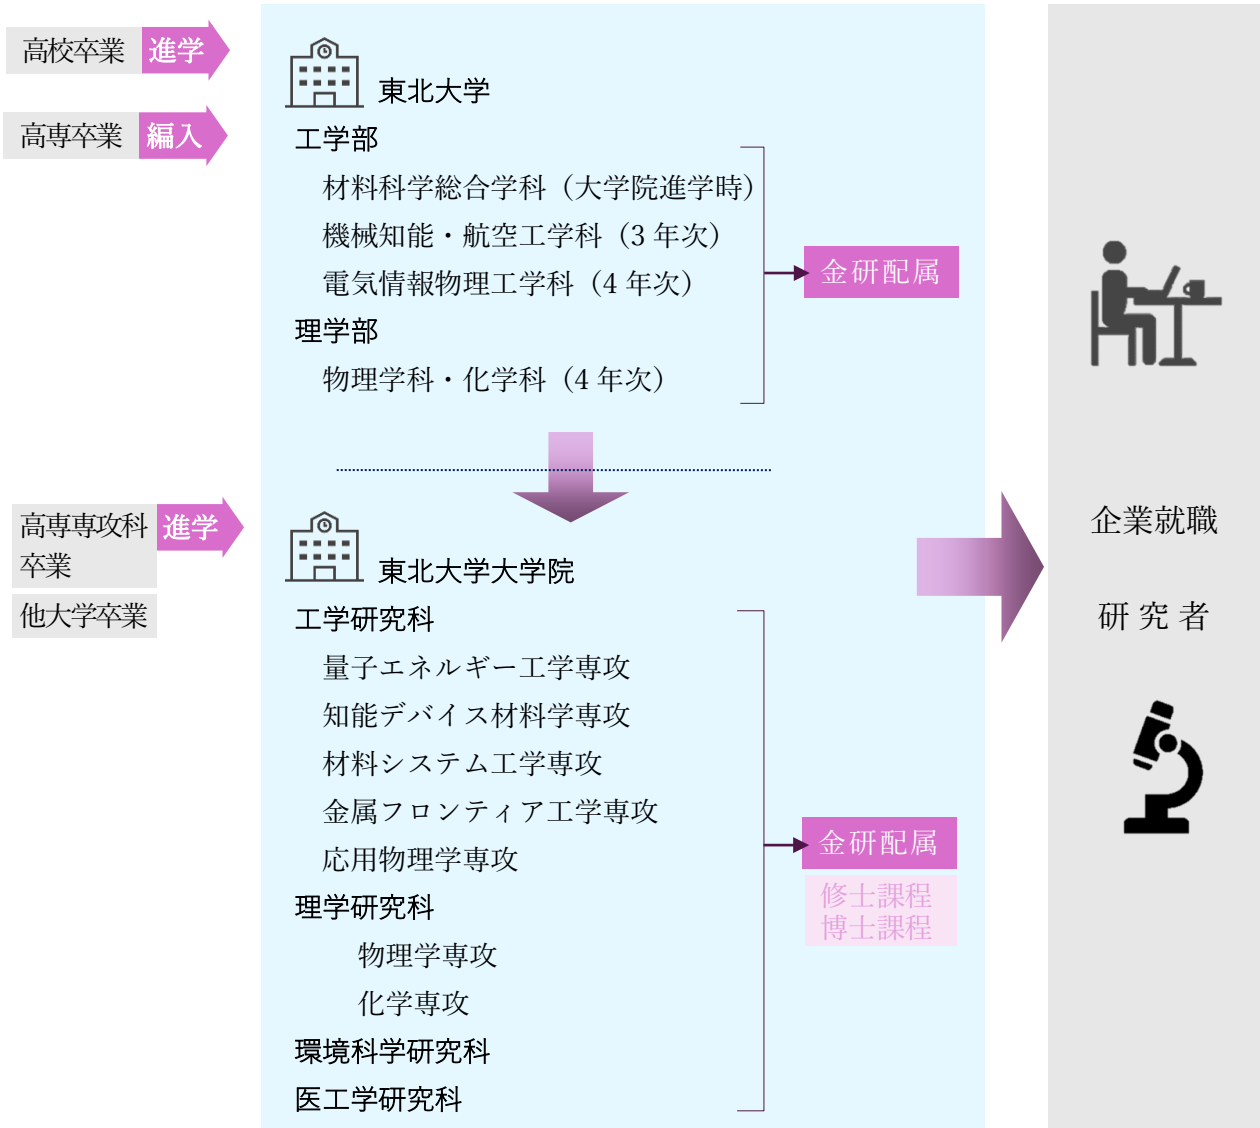 高校卒業
進学
高専卒業
編入
東北大学
工学部
材料科学総合学科（大学院進学時）
機械知能・航空工学科（3 年次）
電気情報物理工学科（4 年次）
理学部
物理学科・化学科（4 年次）
金研配属
高専専攻科
卒業
進学
他大学卒業
東北大学大学院
工学研究科
量子エネルギー工学専攻
知能デバイス材料学専攻
材料システム工学専攻
金属フロンティア工学専攻
応用物理学専攻
理学研究科
物理学専攻
化学専攻
環境科学研究科
医工学研究科
金研配属
修士課程
博士課程
企業就職
研 究 者